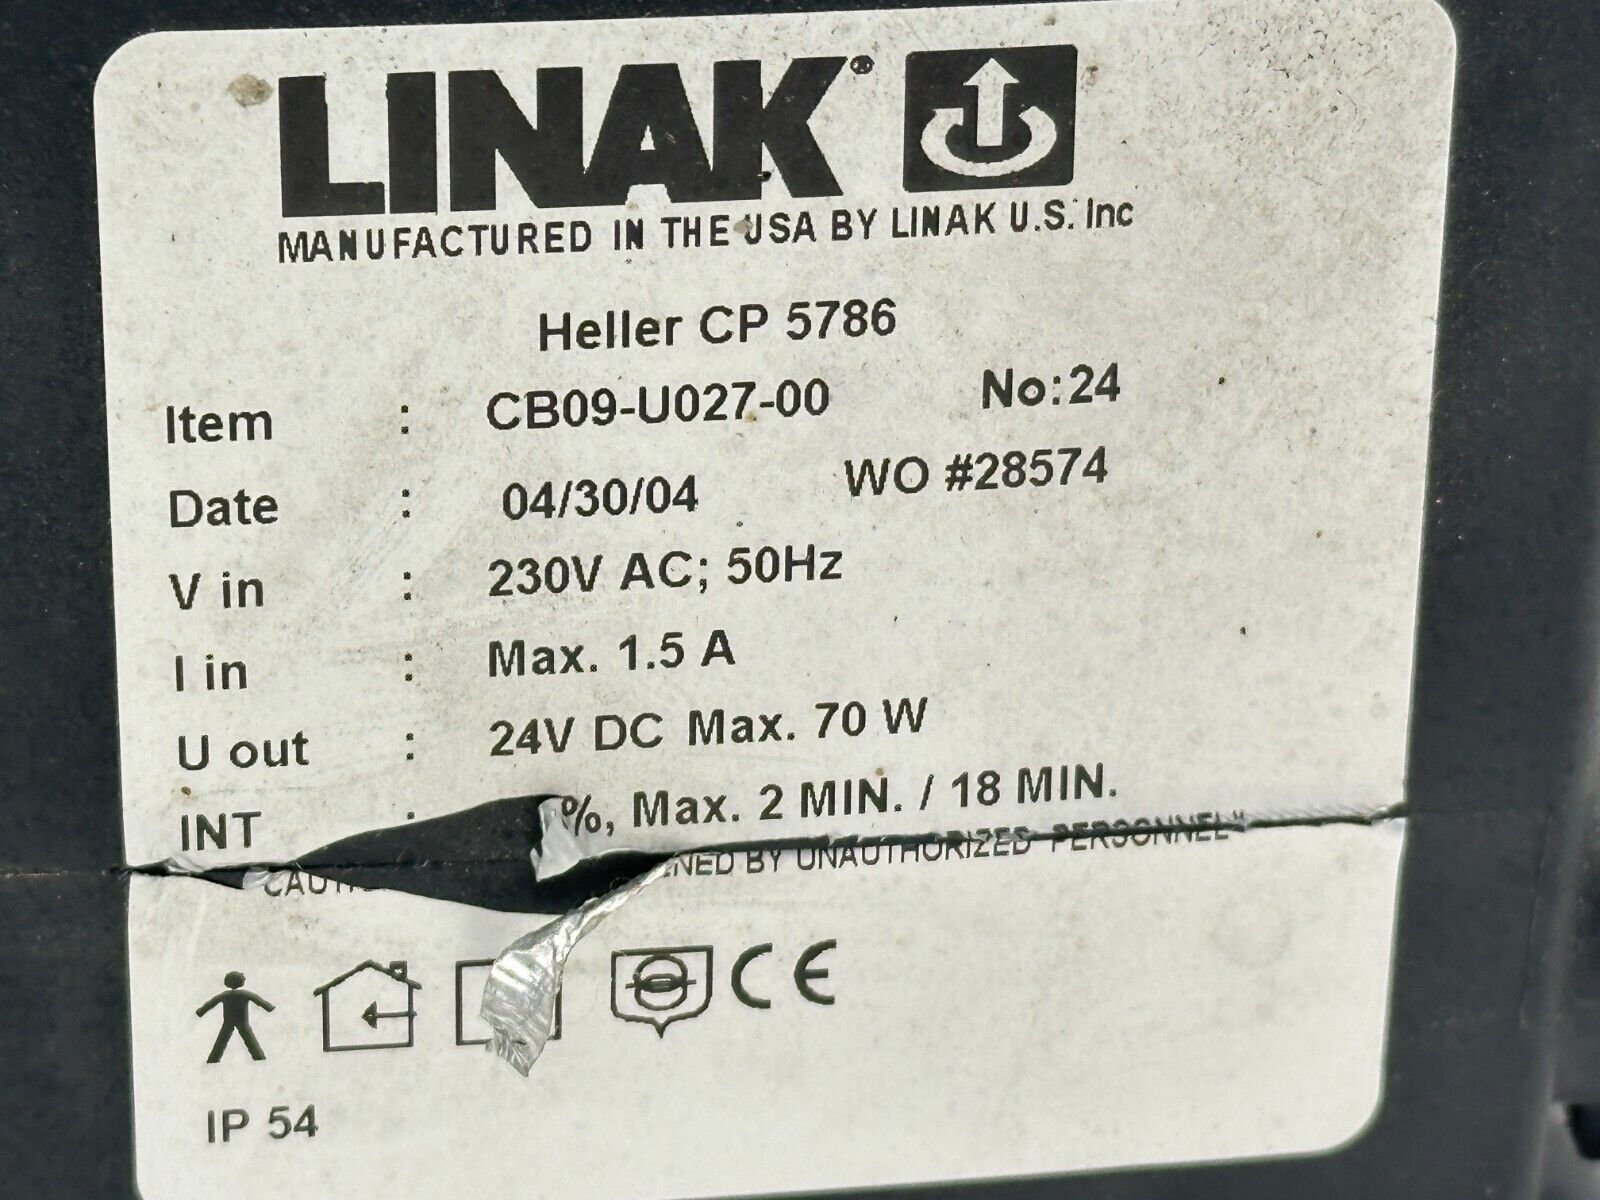 LINAK®
MANUFACTURED IN THE USA BY LINAK U.S. Inc
Heller CP 5786
Item : CB09-U027-00 No:24
Date : 04/30/04 WO #28574
V in : 230V AC; 50Hz
I in : Max. 1.5 A
U out : 24V DC Max. 70 W
INT : %, Max. 2 MIN. / 18 MIN.
BY UNAUTHORIZED PERSONNEL"
CE
IP 54